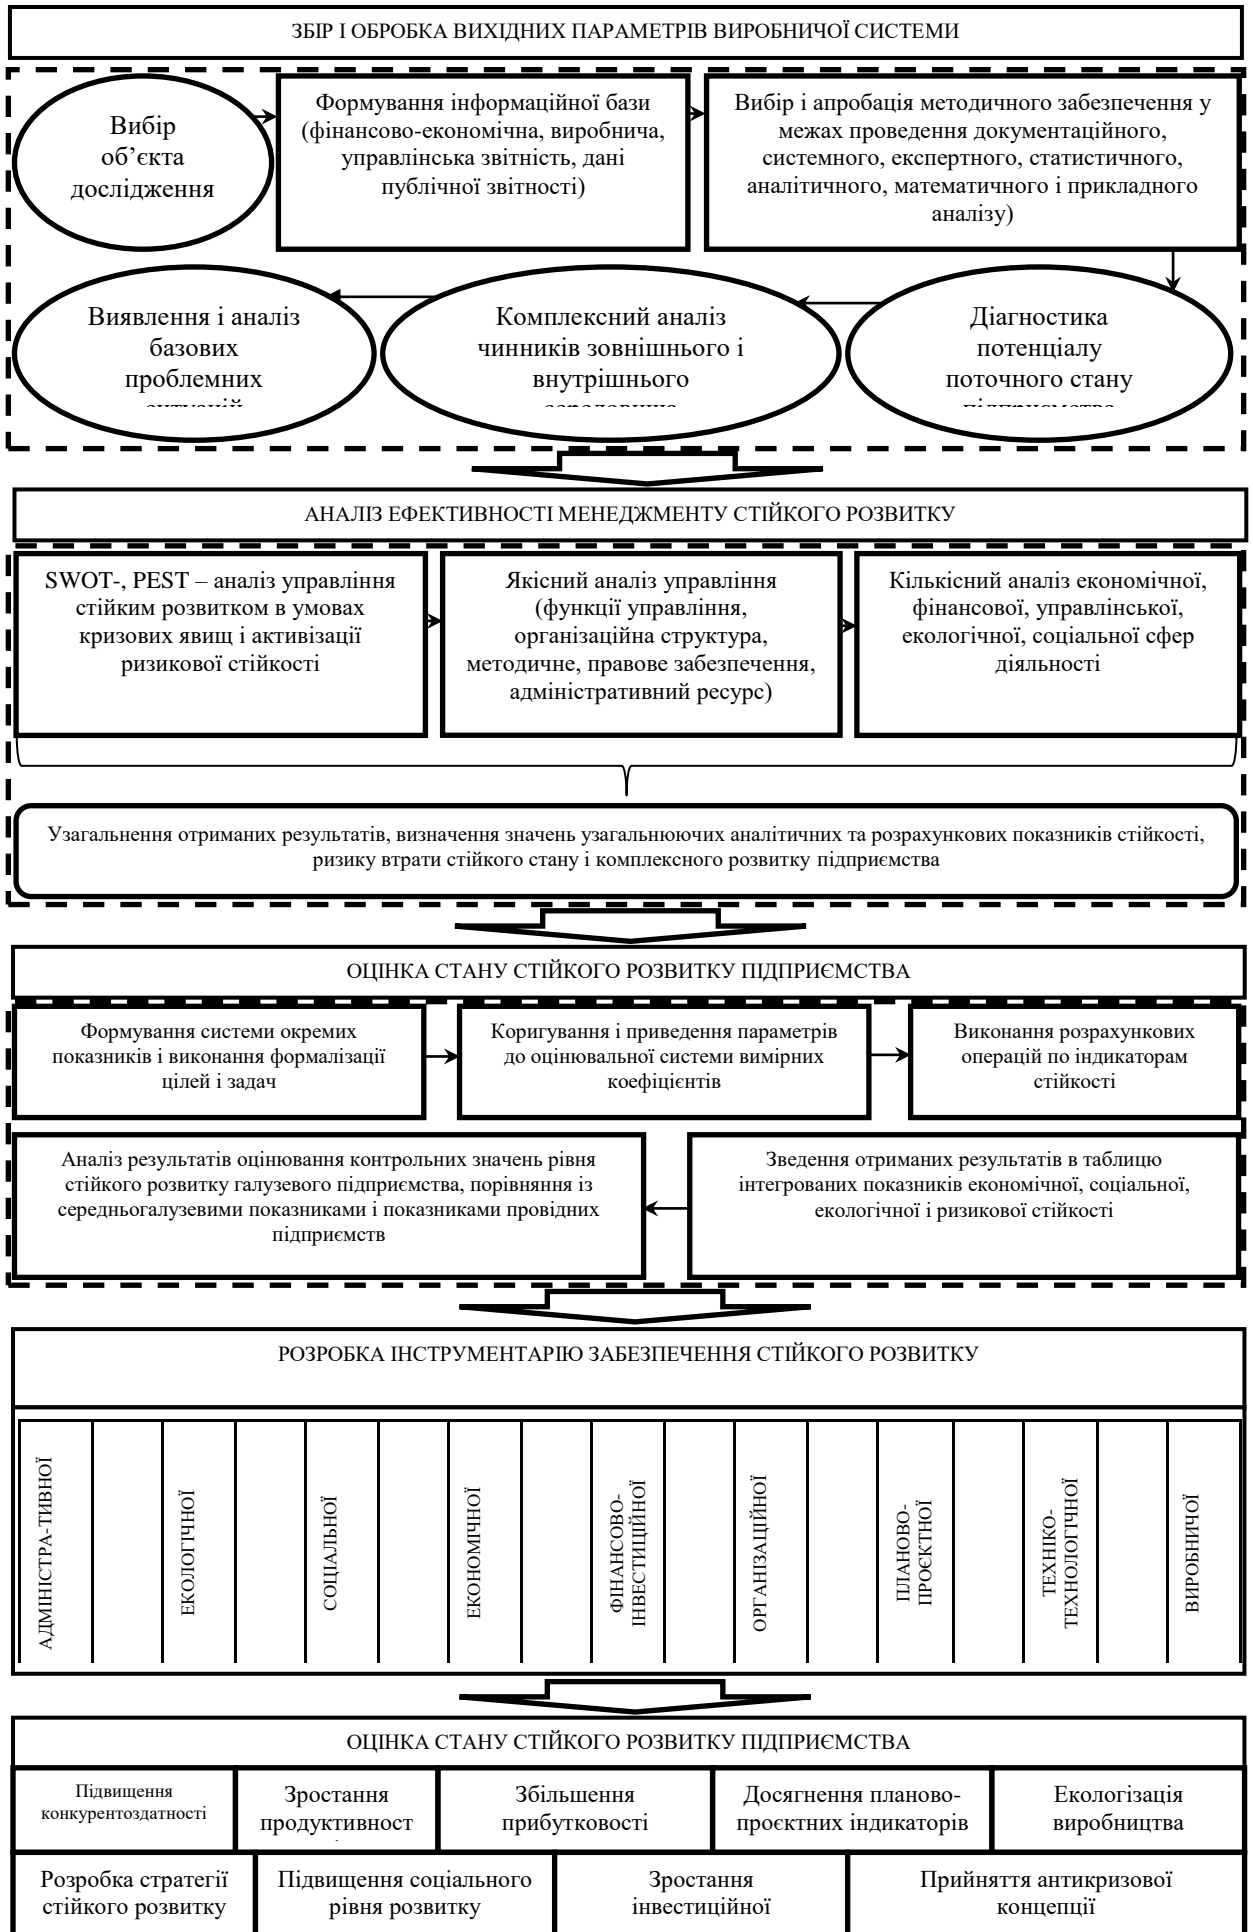 ЗБІР І ОБРОБКА ВИХІДНИХ ПАРАМЕТРІВ ВИРОБНИЧОЇ СИСТЕМИ
Вибір
об’єкта
дослідження
Формування інформаційної бази
(фінансово-економічна, виробнича,
управлінська звітність, дані
публічної звітності)
Вибір і апробація методичного забезпечення у
межах проведення документаційного,
системного, експертного, статистичного,
аналітичного, математичного і прикладного
аналізу)
Виявлення і аналіз
базових
проблемних
Комплексний аналіз
чинників зовнішнього і
внутрішнього
Діагностика
потенціалу
поточного стану
АНАЛІЗ ЕФЕКТИВНОСТІ МЕНЕДЖМЕНТУ СТІЙКОГО РОЗВИТКУ
SWOT-, PEST – аналіз управління
стійким розвитком в умовах
кризових явищ і активізації
ризикової стійкості
Якісний аналіз управління
(функції управління,
організаційна структура,
методичне, правове забезпечення,
адміністративний ресурс)
Кількісний аналіз економічної,
фінансової, управлінської,
екологічної, соціальної сфер
діяльності
Узагальнення отриманих результатів, визначення значень узагальнюючих аналітичних та розрахункових показників стійкості,
ризику втрати стійкого стану і комплексного розвитку підприємства
ОЦІНКА СТАНУ СТІЙКОГО РОЗВИТКУ ПІДПРИЄМСТВА
Формування системи окремих
показників і виконання формалізації
цілей і задач
Коригування і приведення параметрів
до оцінювальної системи вимірних
коефіцієнтів
Виконання розрахункових
операцій по індикаторам
стійкості
Аналіз результатів оцінювання контрольних значень рівня
стійкого розвитку галузевого підприємства, порівняння із
середньогалузевими показниками і показниками провідних
підприємств
Зведення отриманих результатів в таблицю
інтегрованих показників економічної, соціальної,
екологічної і ризикової стійкості
РОЗРОБКА ІНСТРУМЕНТАРІЮ ЗАБЕЗПЕЧЕННЯ СТІЙКОГО РОЗВИТКУ
АДМІНІСТРА-ТИВНОЇ
ЕКОЛОГІЧНОЇ
СОЦІАЛЬНОЇ
ЕКОНОМІЧНОЇ
ФІНАНСОВО-
ІНВЕСТИЦІЙНОЇ
ОРГАНІЗАЦІЙНОЇ
ПЛАНОВО-
ПРОЄКТНОЇ
ТЕХНІКО-
ТЕХНОЛОГІЧНОЇ
ВИРОБНИЧОЇ
ОЦІНКА СТАНУ СТІЙКОГО РОЗВИТКУ ПІДПРИЄМСТВА
Підвищення
конкурентоздатності
Зростання
продуктивност
Збільшення
прибутковості
Досягнення планово-
проєктних індикаторів
Екологізація
виробництва
Розробка стратегії
стійкого розвитку
Підвищення соціального
рівня розвитку
Зростання
інвестиційної
Прийняття антикризової
концепції